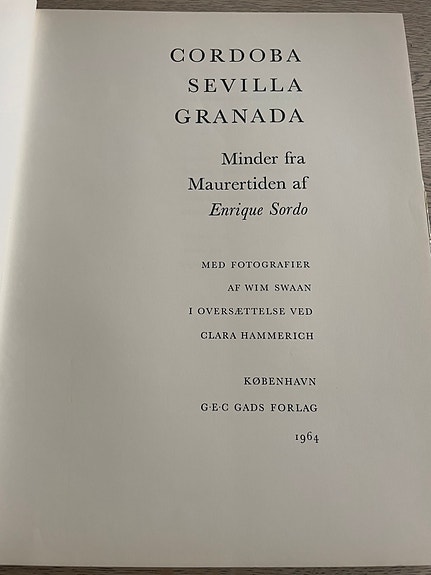 CORDOBA
SEVILLA
GRANADA
Minder fra
Maurertiden af
Enrique Sordo
MED FOTOGRAFIER
AF WIM SWAAN
I OVERSÆTTELSE VED
CLARA HAMMERICH
KØBENHAVN
G·E·C GADS FORLAG
1964